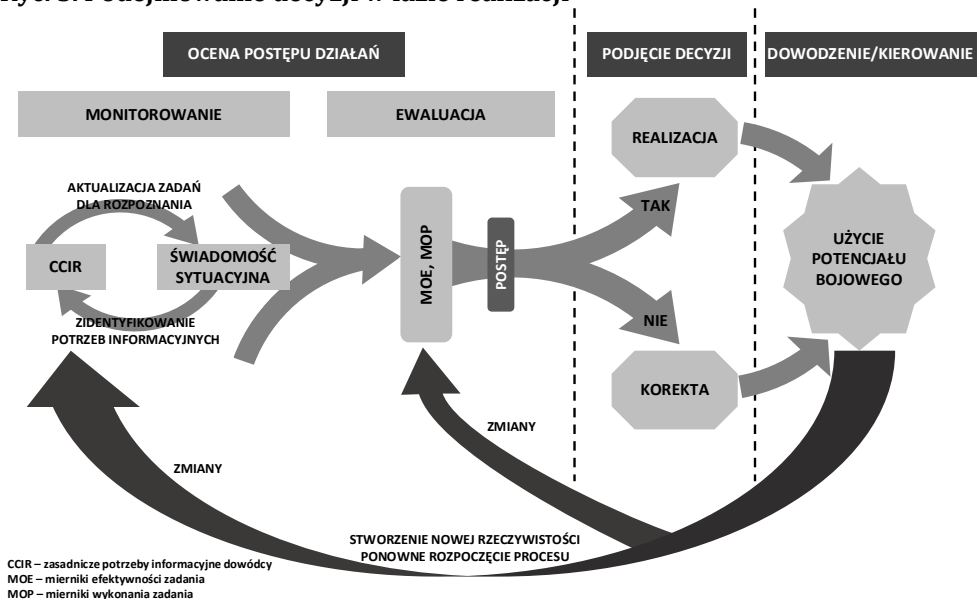 OCENA POSTĘPU DZIAŁAŃ
PODJĘCIE DECYZJI
DOWODZENIE/KIEROWANIE
MONITOROWANIE
EWALUACJA
REALIZACJA
AKTUALIZACJA ZADAŃ
DLA ROZPOZNANIA
CCIR
ŚWIADOMOŚĆ
SYTUACYJNA
ZIDENTYFIKOWANIE
POTRZEB INFORMACYJNYCH
MOE, MOP
POSTĘP
TAK
NIE
UŻYCIE
POTENCJAŁU
BOJOWEGO
KOREKTA
ZMIANY
ZMIANY
STWORZENIE NOWEJ RZECZYWISTOŚCI
PONOWNE ROZPOCZĘCIE PROCESU
CCIR – zasadnicze potrzeby informacyjne dowódcy
MOE – mierniki efektywności zadania
MOP – mierniki wykonania zadania